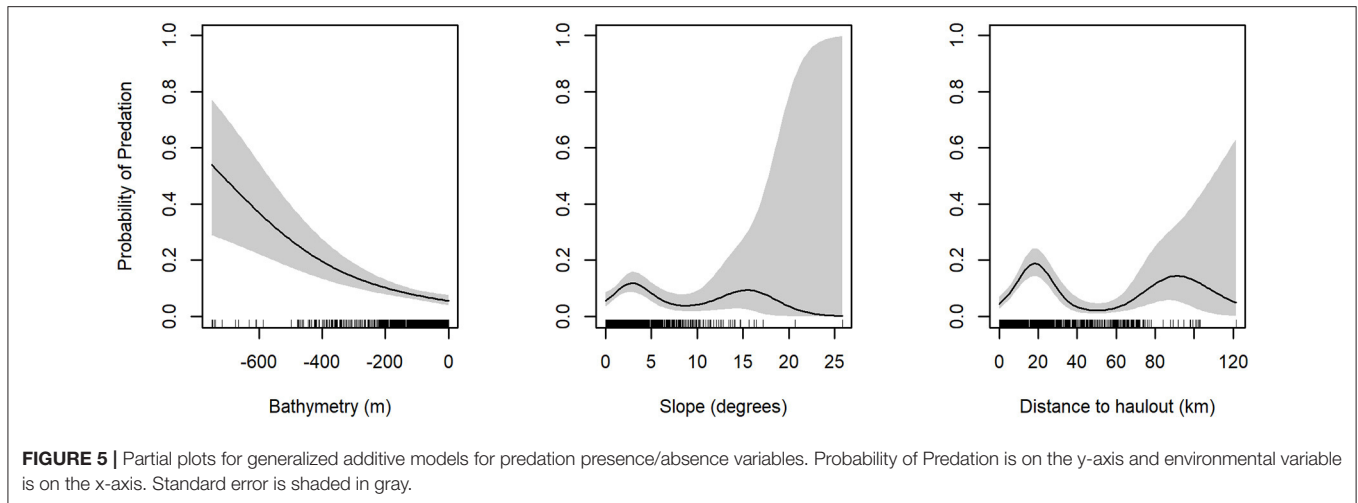 Probability of Predation
0.0 0.2 0.4 0.6 0.8 1.0
-600 -400 -200 0
Bathymetry (m)
0.0 0.2 0.4 0.6 0.8 1.0
0 5 10 15 20 25
Slope (degrees)
0.0 0.2 0.4 0.6 0.8 1.0
0 20 40 60 80 100 120
Distance to haulout (km)
FIGURE 5 | Partial plots for generalized additive models for predation presence/absence variables. Probability of Predation is on the y-axis and environmental variable
is on the x-axis. Standard error is shaded in gray.